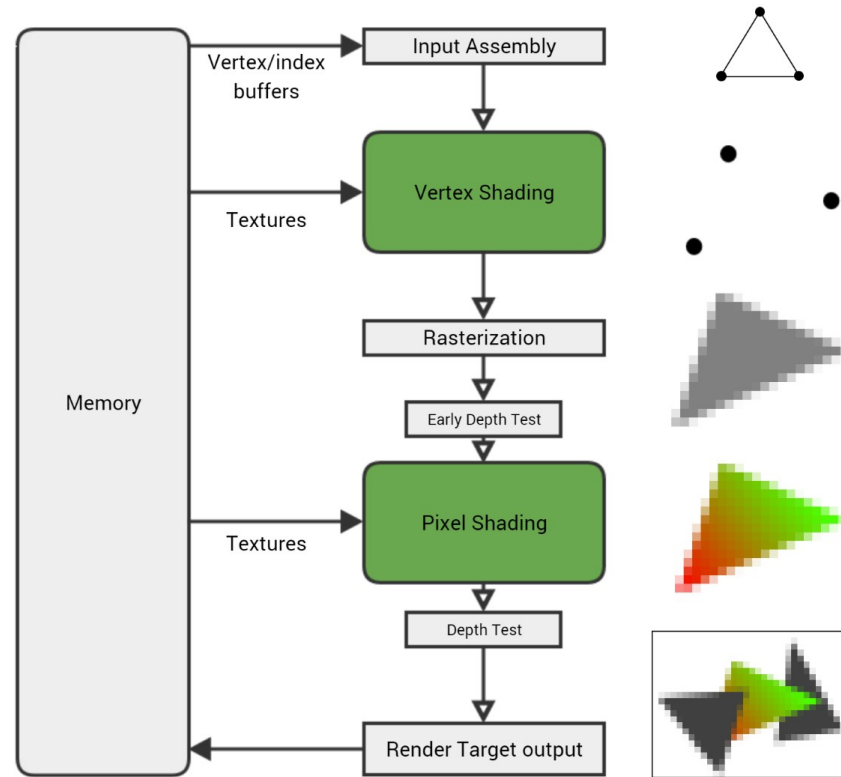 Input Assembly
Vertex/index
buffers
Vertex Shading
Textures
Rasterization
Memory
Early Depth Test
Pixel Shading
Textures
Depth Test
Render Target output